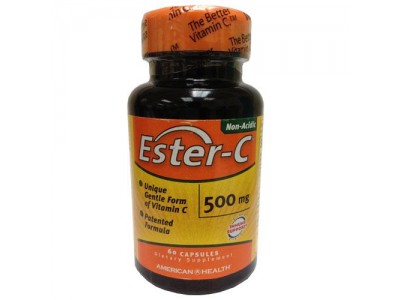 The Better
Vitamin C™
Non-Acidic
Ester-C
Unique
Gentle Form
of Vitamin C
500 mg
Patented
Formula
60 CAPSULES
Dietary Supplement
AMERICAN HEALTH